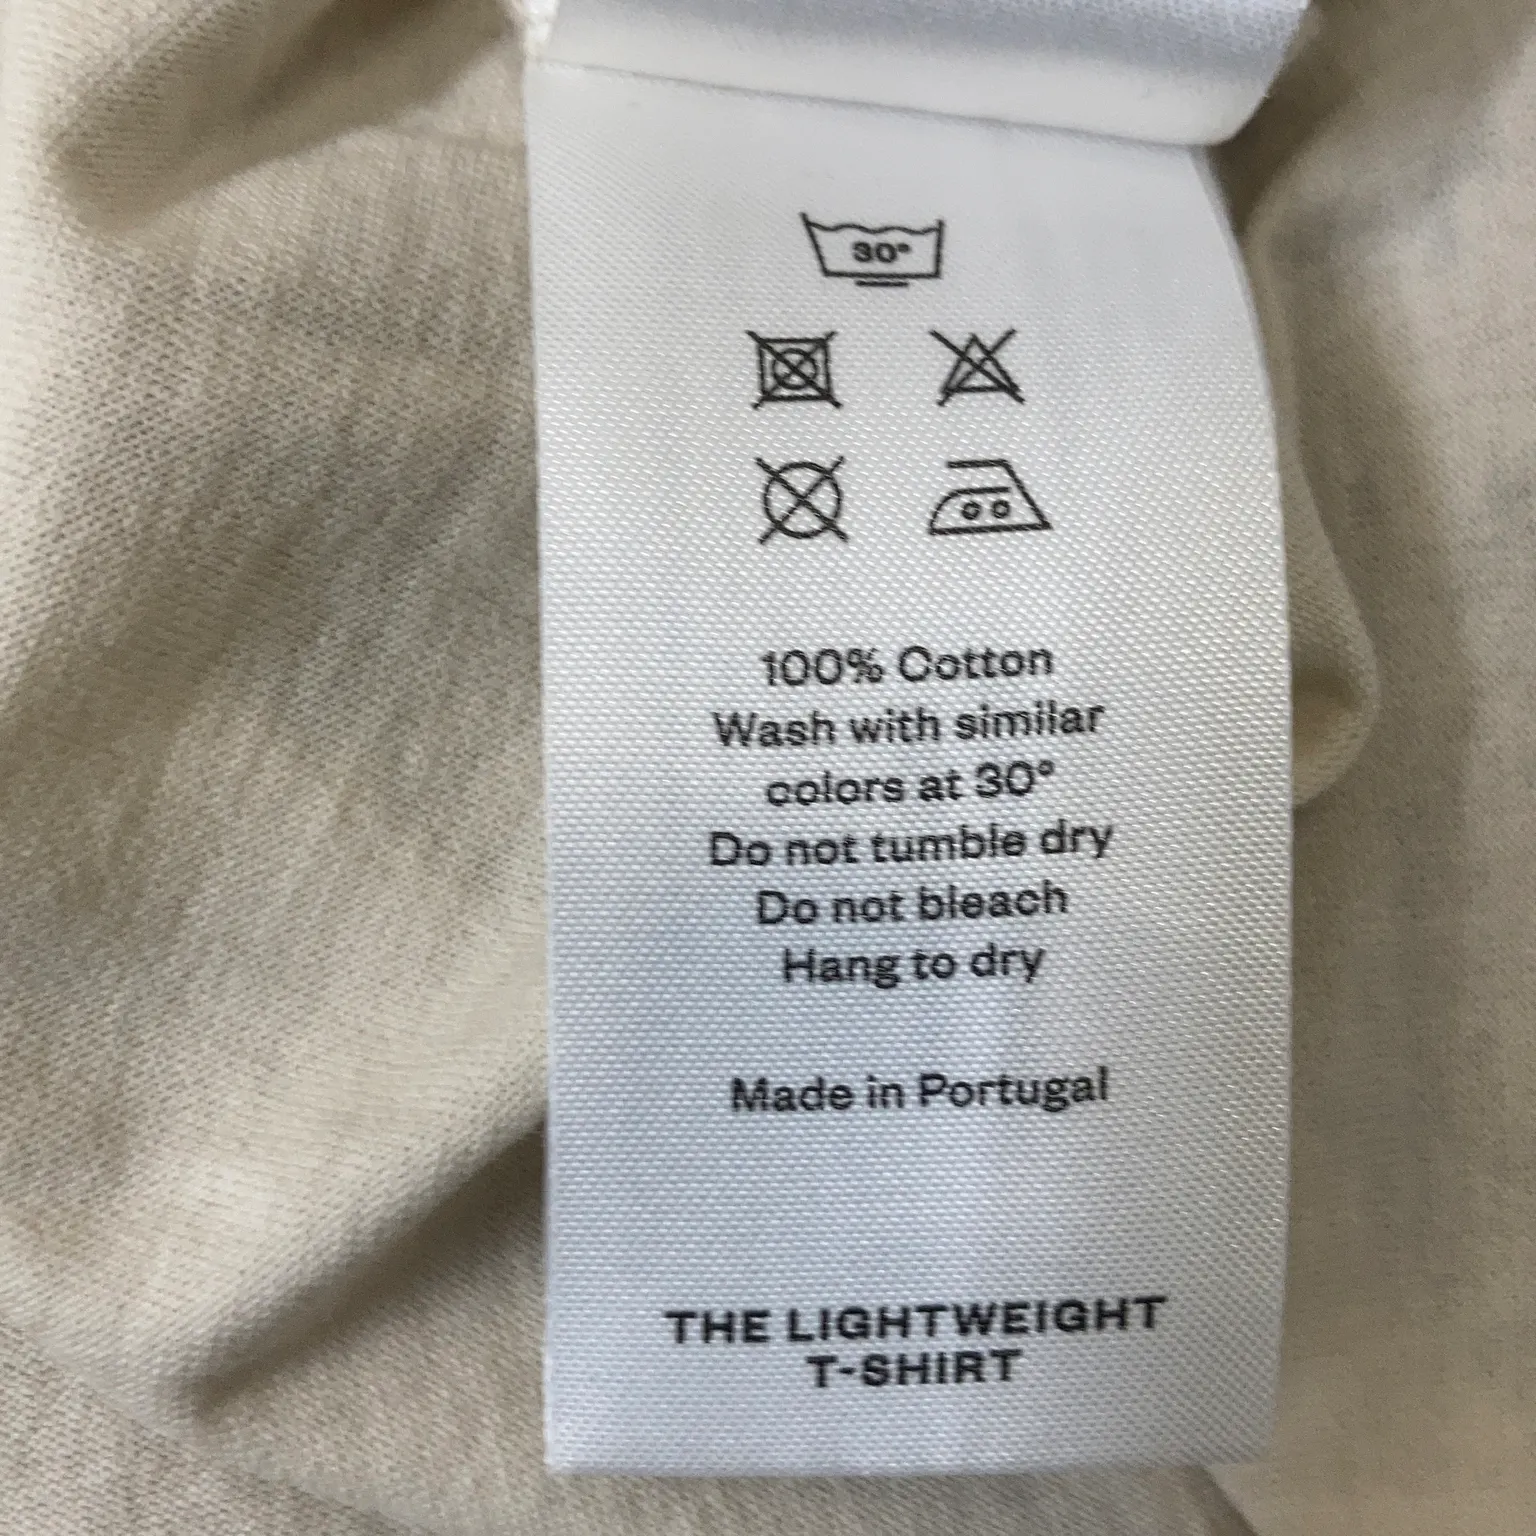 30°
100% Cotton
Wash with similar
colors at 30°
Do not tumble dry
Do not bleach
Hang to dry
Made in Portugal
THE LIGHTWEIGHT
T-SHIRT